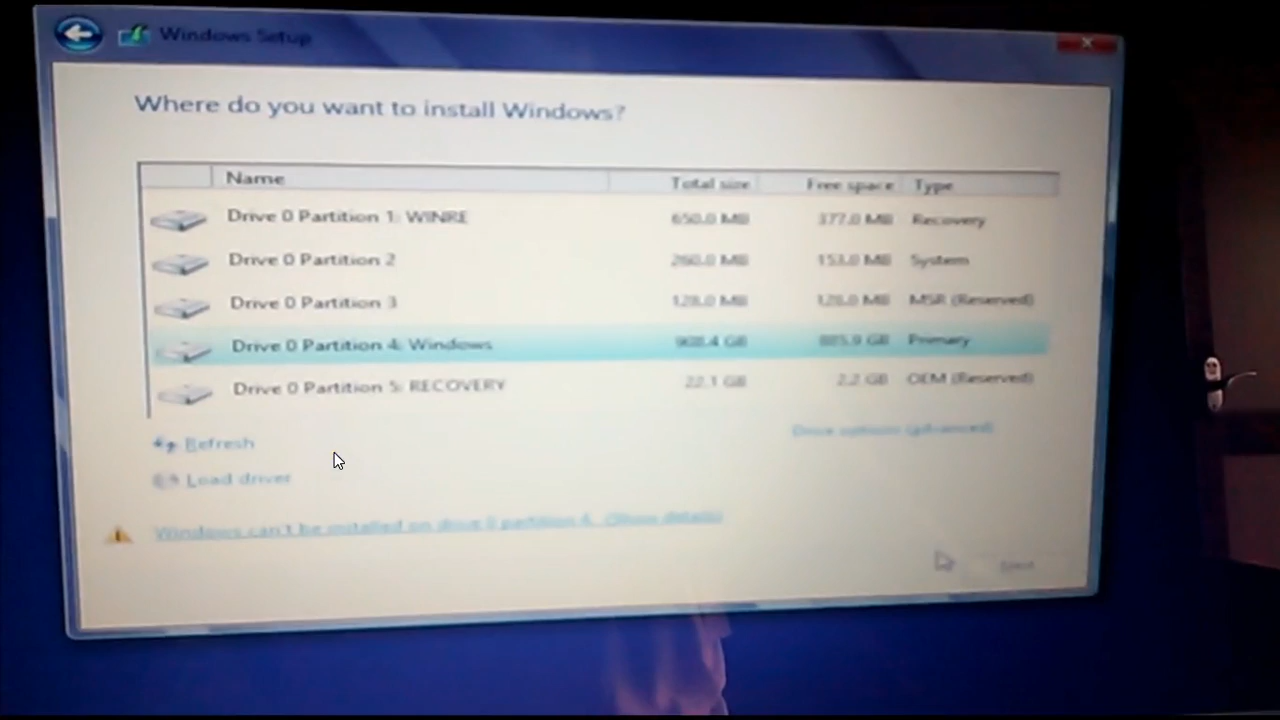 Windows Setup
Where do you want to install Windows?
Name Total size Free space Type
Drive 0 Partition 1: WINRE 650.0 MB 377.0 MB Recovery
Drive 0 Partition 2 260.0 MB 153.0 MB System
Drive 0 Partition 3 128.0 MB 128.0 MB MSR (Reserved)
Drive 0 Partition 4: Windows 908.4 GB 885.9 GB Primary
Drive 0 Partition 5: RECOVERY 22.1 GB 2.2 GB OEM (Reserved)
Refresh Drive options (advanced)
Load driver
Windows can't be installed on drive 0 partition 4. (Show details)
Next